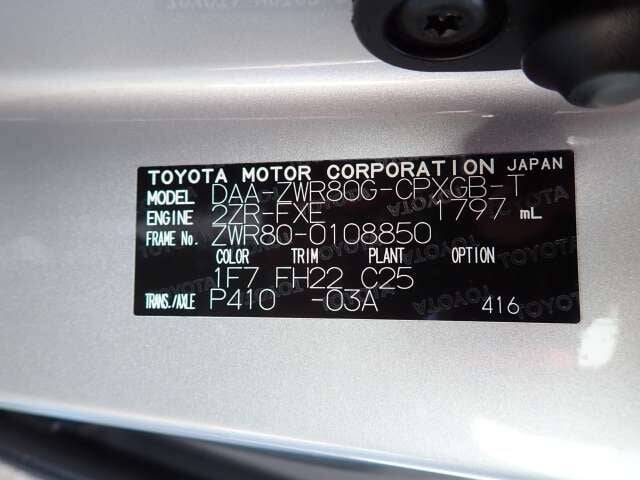 TOYOTA MOTOR CORPORATION JAPAN
MODEL DAA-ZWR80G-CPXGB-T
ENGINE 2ZR-FXE 1797 mL
FRAME No. ZWR80-0108850
COLOR TRIM PLANT OPTION
1F7 FH22 C25
TRANS./AXLE P410 -03A 416